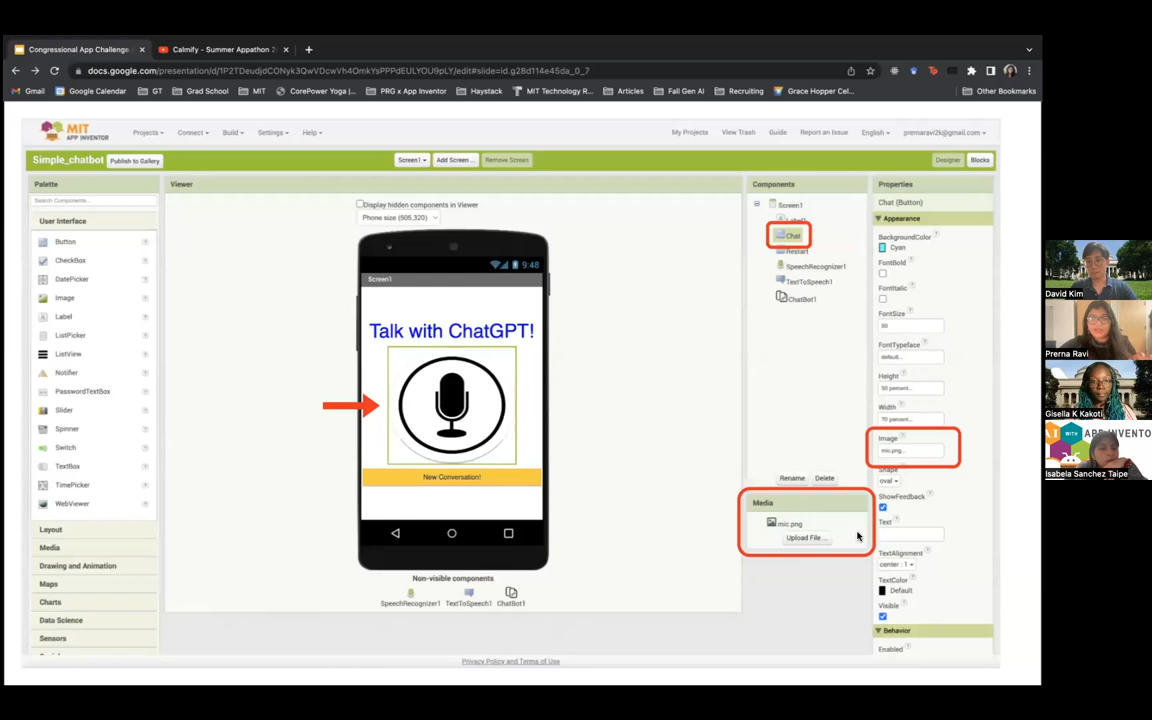 Congressional App Challenge
Calmify - Summer Appathon 2
docs.google.com/presentation/d/1P2TDeudjdCONyk3QwVDcwVh4OmkYsPPPdEULYOU9pLY/edit#slide=id.g28d114e45da_0_7
Gmail
Google Calendar
GT
Grad School
MIT
CorePower Yoga |...
PRG x App Inventor
Haystack
MIT Technology R...
Articles
Fall Gen AI
Recruiting
Grace Hopper Cel...
Other Bookmarks
MIT
APP INVENTOR
Projects
Connect
Build
Settings
Help
My Projects
View Trash
Guide
Report an Issue
English
premaravi2k@gmail.com
Simple_chatbot
Publish to Gallery
Screen1
Add Screen ...
Remove Screen
Designer
Blocks
Palette
Search Components...
User Interface
Button
CheckBox
DatePicker
Image
Label
ListPicker
ListView
Notifier
PasswordTextBox
Slider
Spinner
Switch
TextBox
TimePicker
WebViewer
Layout
Media
Drawing and Animation
Maps
Charts
Data Science
Sensors
Viewer
Display hidden components in Viewer
Phone size (505,320)
9:48
Screen1
Talk with ChatGPT!
New Conversation!
Non-visible components
SpeechRecognizer1
TextToSpeech1
ChatBot1
Components
Screen1
Label1
Chat
Restart
SpeechRecognizer1
TextToSpeech1
ChatBot1
Rename
Delete
Media
mic.png
Upload File ...
Properties
Chat (Button)
Appearance
BackgroundColor
Cyan
FontBold
FontItalic
FontSize
80
FontTypeface
default...
Height
50 percent...
Width
70 percent...
Image
mic.png...
Shape
oval
ShowFeedback
Text
TextAlignment
center : 1
TextColor
Default
Visible
Behavior
Enabled
Privacy Policy and Terms of Use
David Kim
Prerna Ravi
Gisella K Kakoti
WITH
APP INVENTO
Isabela Sanchez Taipe